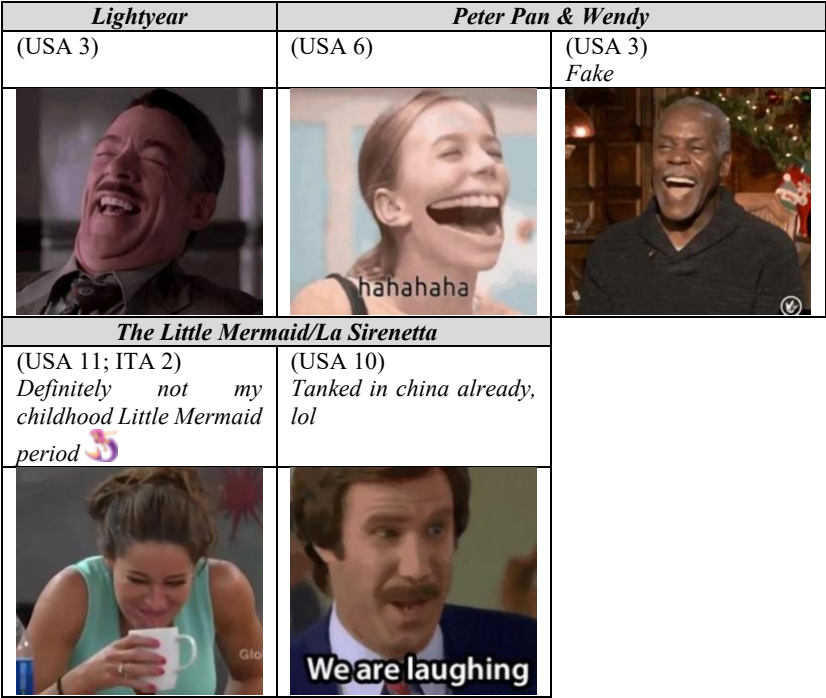 Lightyear
Peter Pan & Wendy
(USA 3)
(USA 6)
(USA 3)
Fake
hahahaha
The Little Mermaid/La Sirenetta
(USA 11; ITA 2)
Definitely not my
childhood Little Mermaid
period
(USA 10)
Tanked in china already,
lol
Glo
We are laughing